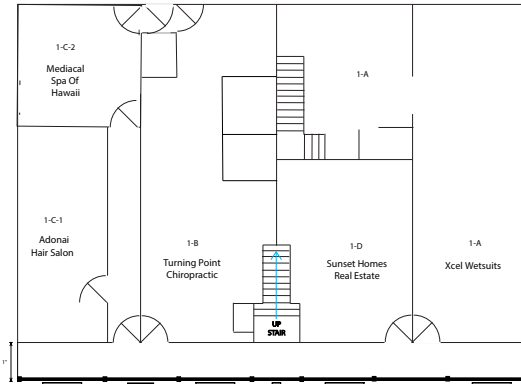 1-C-2
Mediacal
Spa Of
Hawaii
1-A
1-C-1
Adonai
Hair Salon
1-B
Turning Point
Chiropractic
1-D
Sunset Homes
Real Estate
1-A
Xcel Wetsuits
UP
STAIR
1"